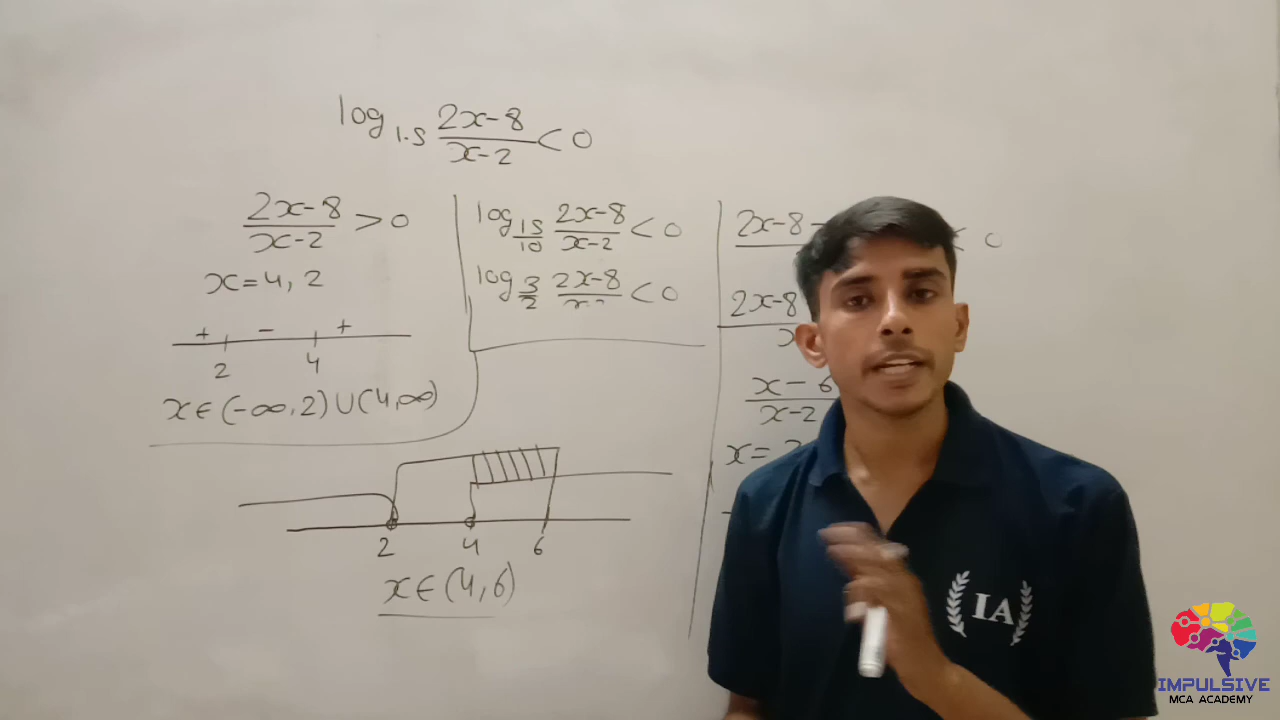 log 1.5 2x-8/x-2 < 0
2x-8/x-2 > 0
x = 4, 2
+ - +
2 4
x ∈ (-∞, 2) ∪ (4, ∞)
log 15/10 2x-8/x-2 < 0
log 3/2 2x-8/x-2 < 0
2 4 6
x ∈ (4, 6)
2x-8 - < 0
2x-8
x
x-6
x-2
x =
IA
IMPULSIVE
MCA ACADEMY